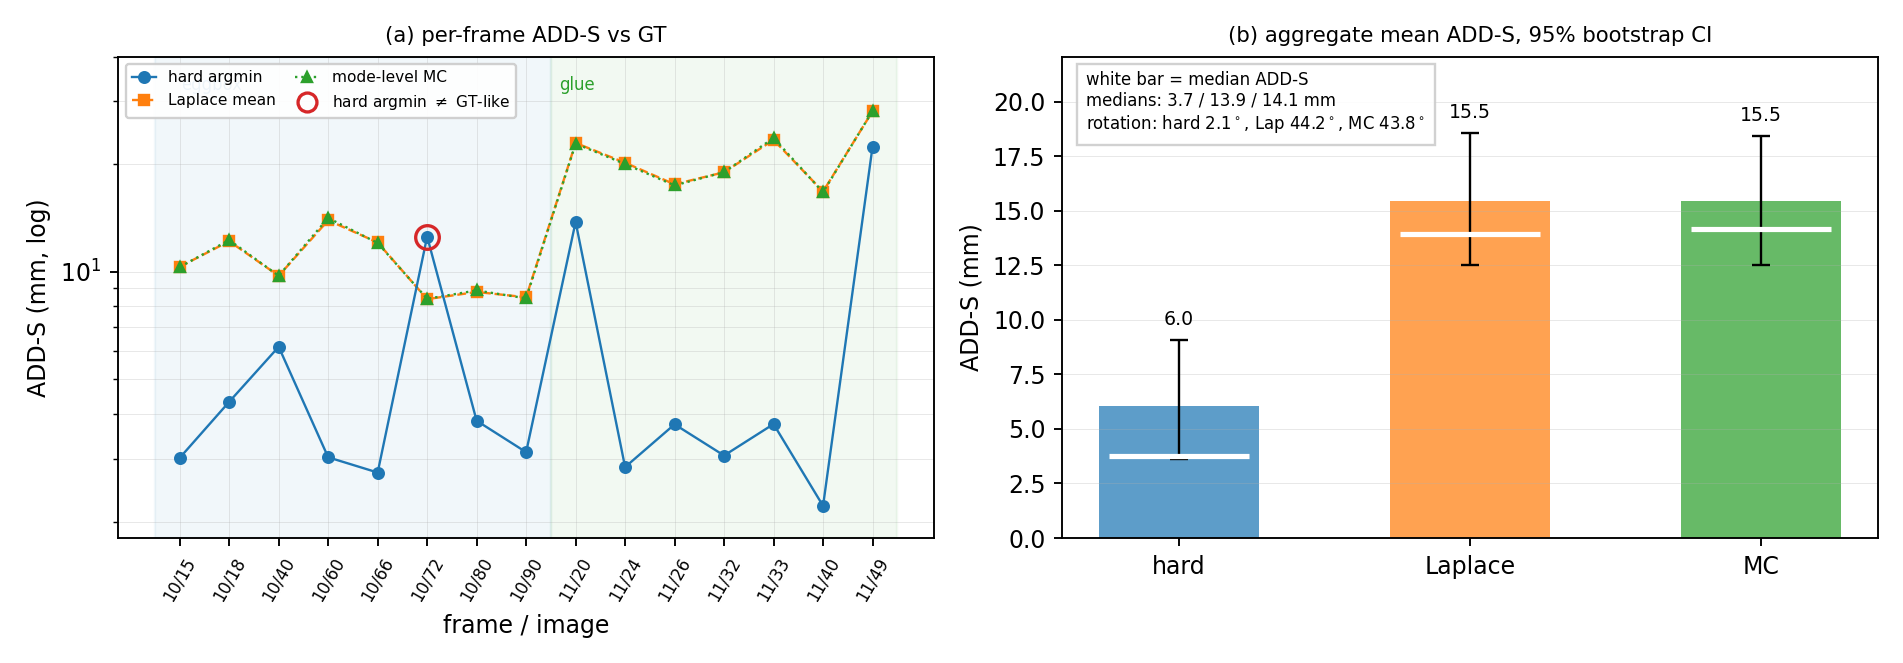 (a) per-frame ADD-S vs GT
hard argmin
Laplace mean
mode-level MC
hard argmin ≠ GT-like
glue
ADD-S (mm, log)
10¹
10/15
10/18
10/40
10/60
10/66
10/72
10/80
10/90
11/20
11/24
11/26
11/32
11/33
11/40
11/49
frame / image
(b) aggregate mean ADD-S, 95% bootstrap CI
white bar = median ADD-S
medians: 3.7 / 13.9 / 14.1 mm
rotation: hard 2.1°, Lap 44.2°, MC 43.8°
ADD-S (mm)
20.0
17.5
15.0
12.5
10.0
7.5
5.0
2.5
0.0
6.0
15.5
15.5
hard
Laplace
MC